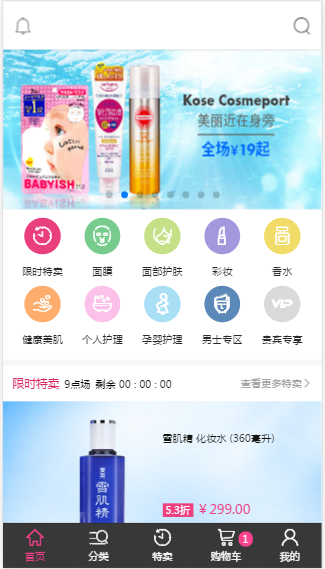 Kose Cosmeport
美丽近在身旁
全场¥19起
BABYISH
限时特卖 面膜 面部护肤 彩妆 香水
VIP
健康美肌 个人护理 孕婴护理 男士专区 贵宾专享
限时特卖 9点场 剩余 00 : 00 : 00 查看更多特卖
雪肌精 化妆水 (360毫升)
雪肌精
5.3折 ¥299.00
1
首页 分类 特卖 购物车 我的